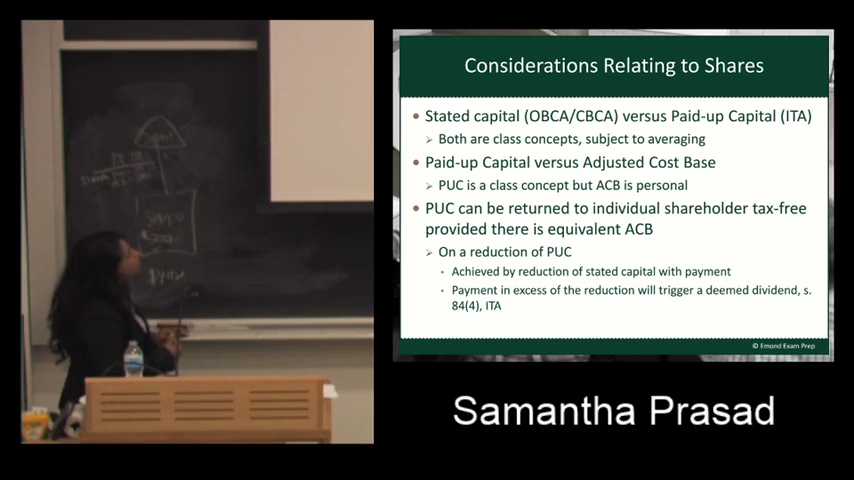 Considerations Relating to Shares
Stated capital (OBCA/CBCA) versus Paid-up Capital (ITA)
Both are class concepts, subject to averaging
Paid-up Capital versus Adjusted Cost Base
PUC is a class concept but ACB is personal
PUC can be returned to individual shareholder tax-free
provided there is equivalent ACB
On a reduction of PUC
Achieved by reduction of stated capital with payment
Payment in excess of the reduction will trigger a deemed dividend, s.
84(4), ITA
© Emond Exam Prep
Samantha Prasad